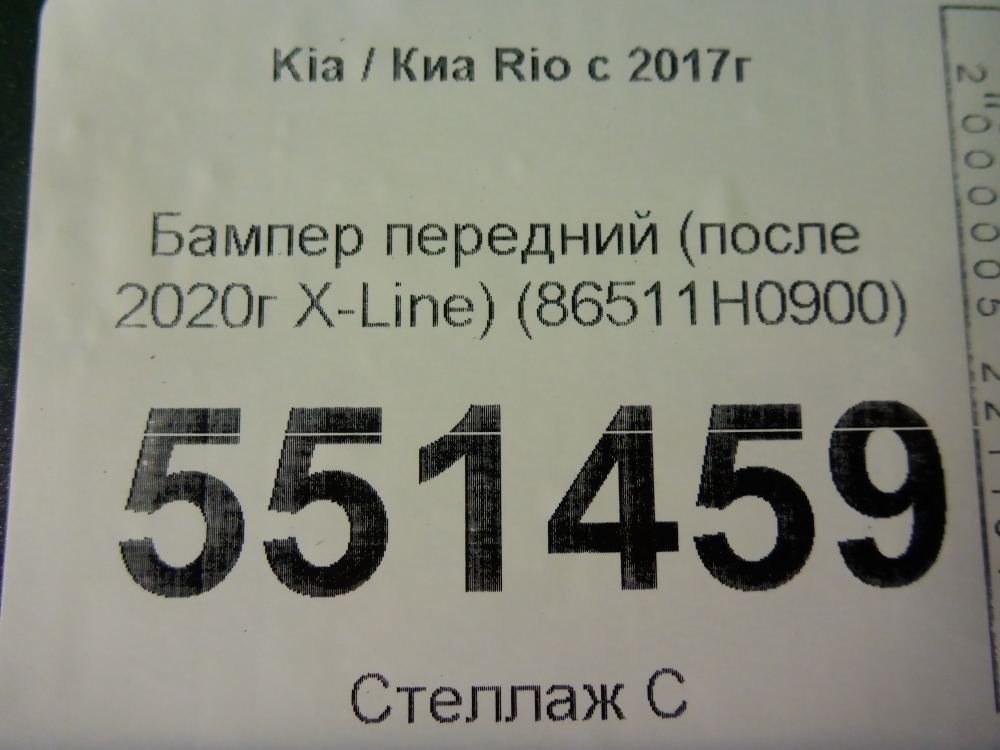 Kia / Киа Rio с 2017г
Бампер передний (после
2020г X-Line) (86511H0900)
551459
Стеллаж С